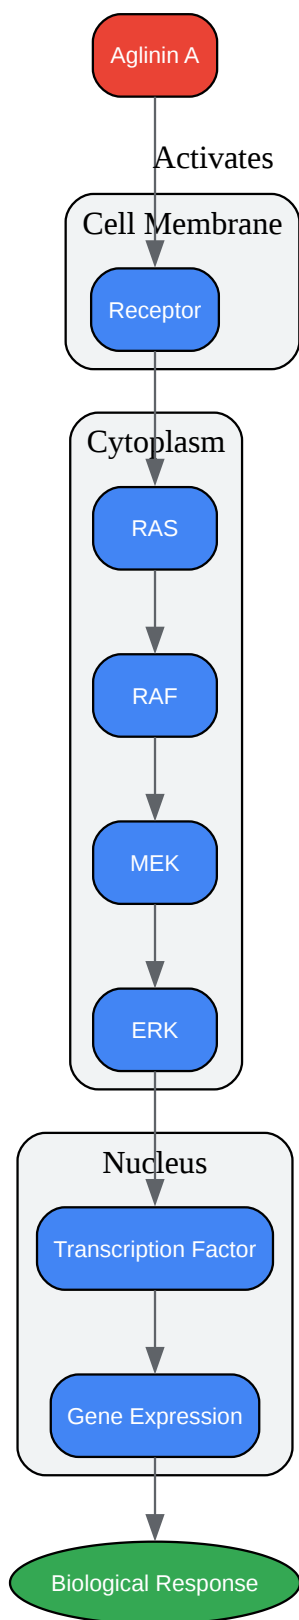 Aglinin A
Activates
Cell Membrane
Receptor
Cytoplasm
RAS
RAF
MEK
ERK
Nucleus
Transcription Factor
Gene Expression
Biological Response